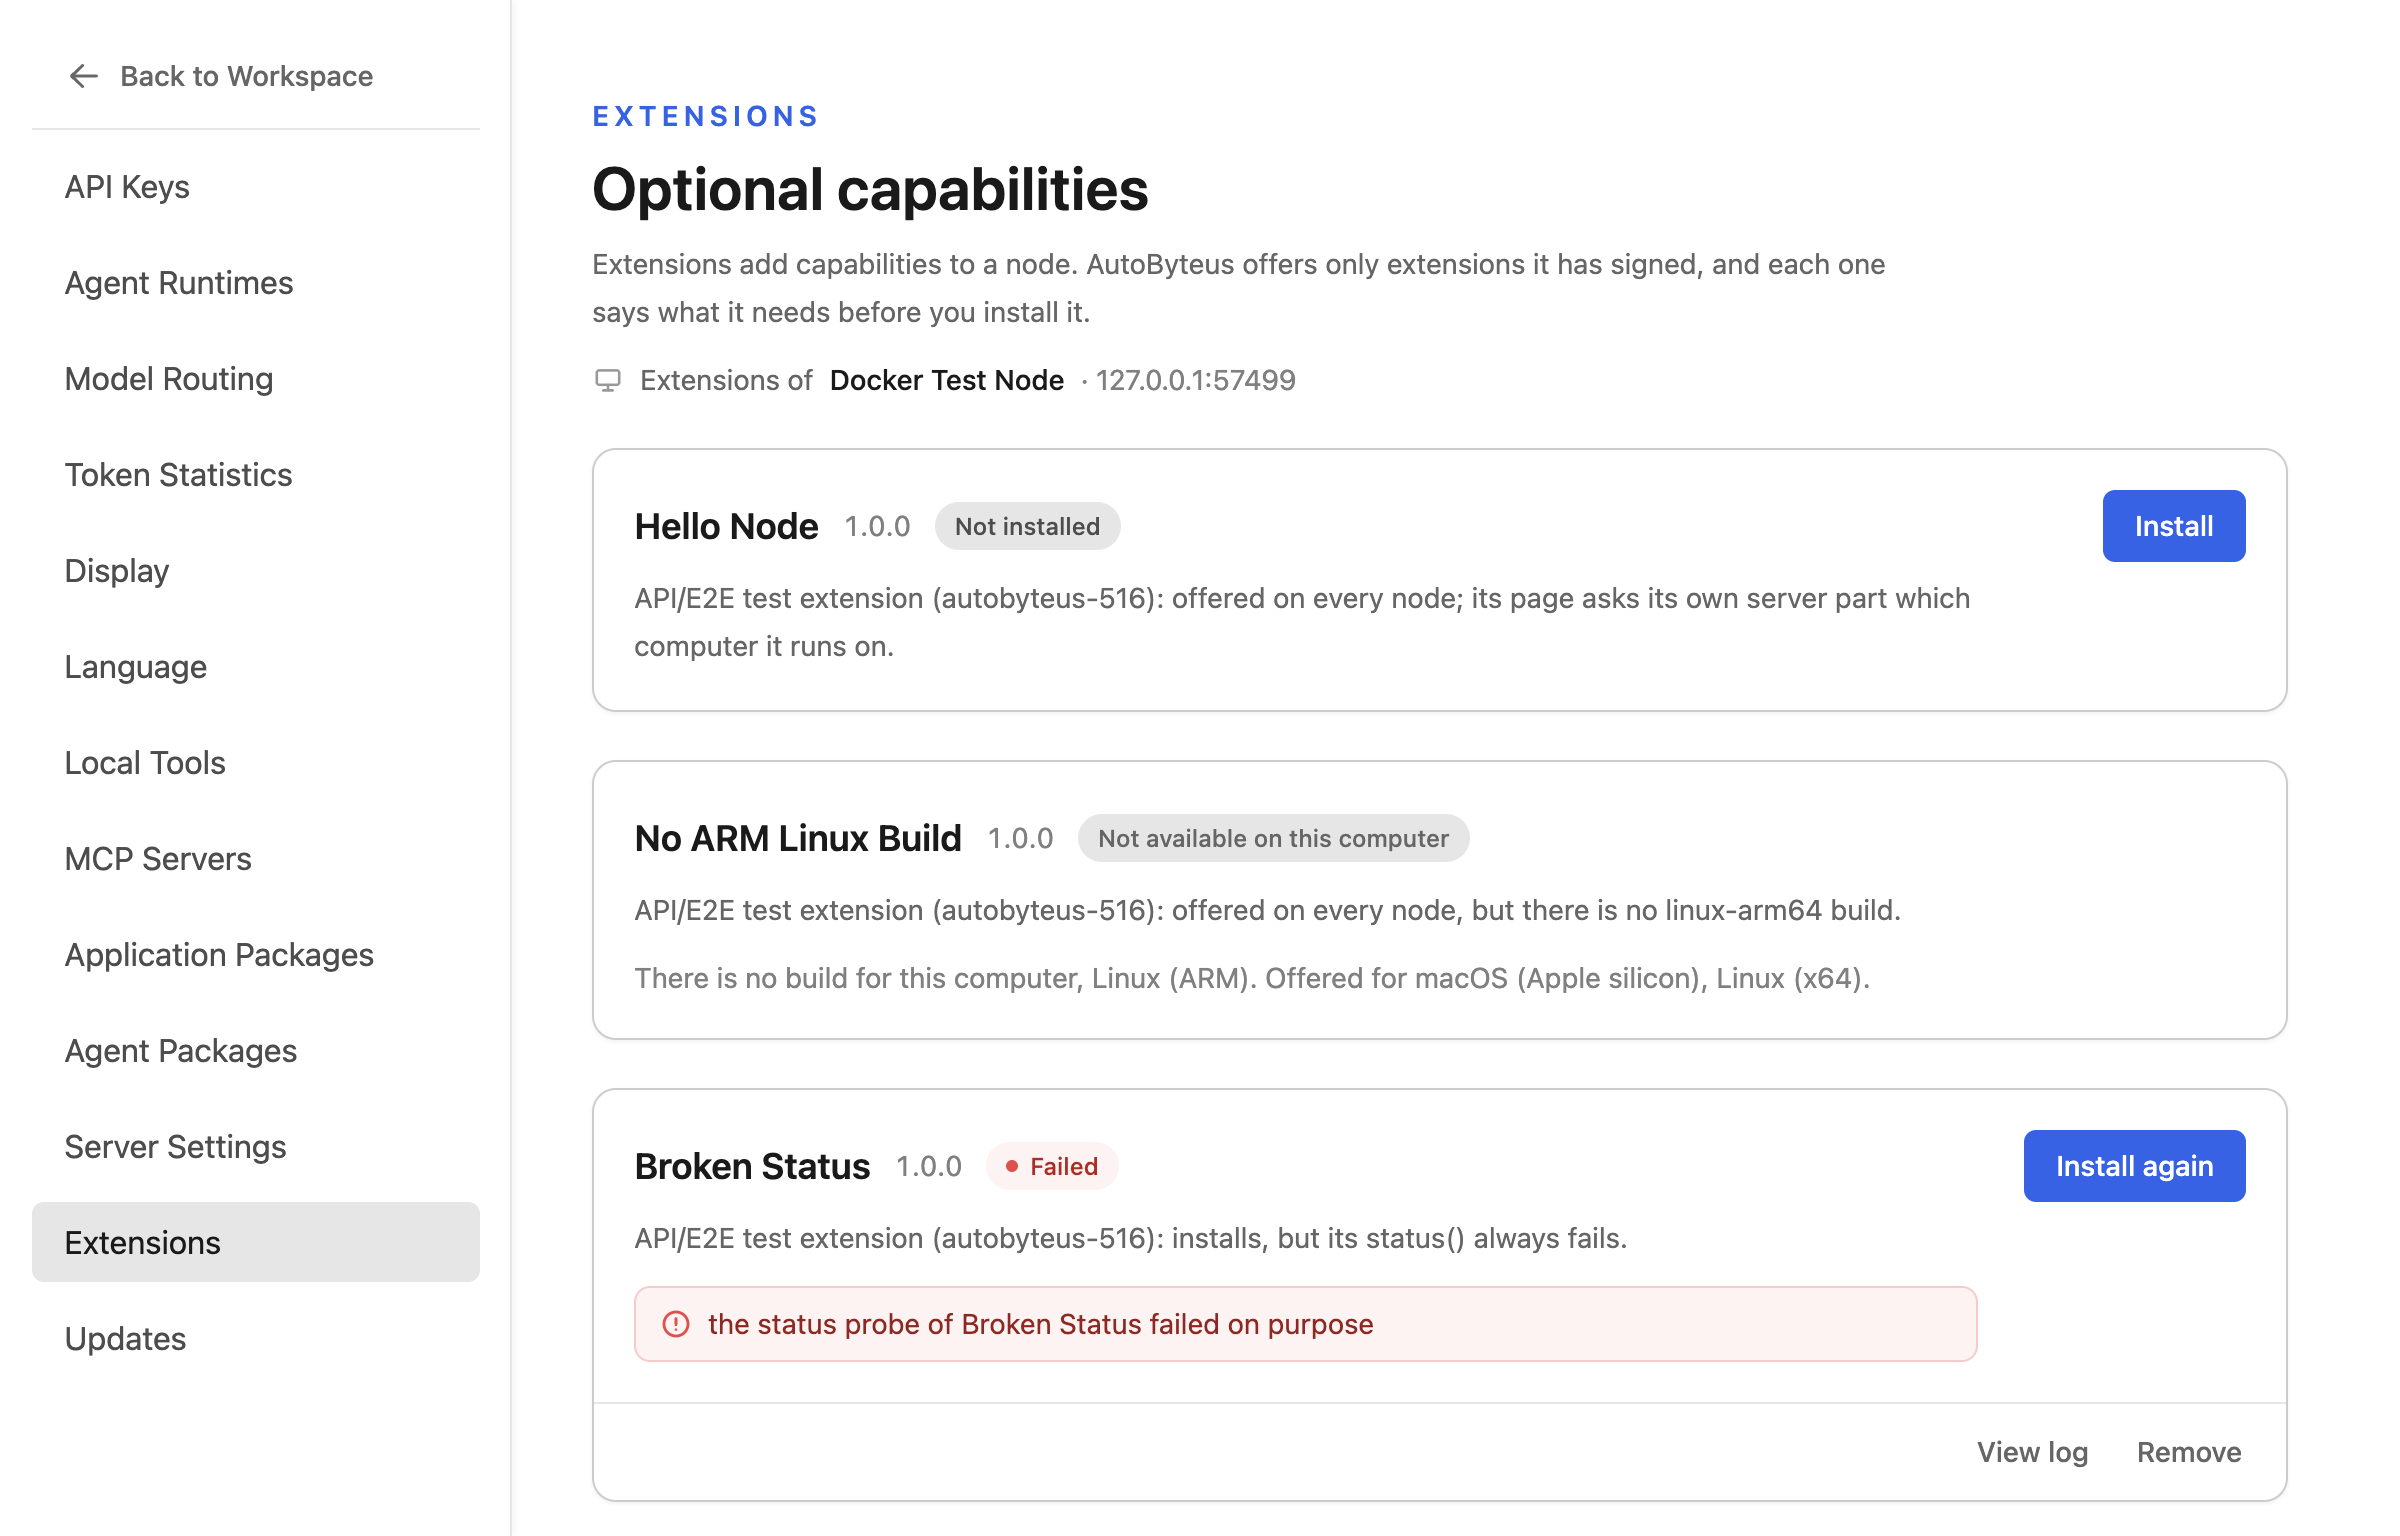 Back to Workspace
API Keys
Agent Runtimes
Model Routing
Token Statistics
Display
Language
Local Tools
MCP Servers
Application Packages
Agent Packages
Server Settings
Extensions
Updates
EXTENSIONS
Optional capabilities
Extensions add capabilities to a node. AutoByteus offers only extensions it has signed, and each one
says what it needs before you install it.
Extensions of Docker Test Node · 127.0.0.1:57499
Hello Node 1.0.0 Not installed
Install
API/E2E test extension (autobyteus-516): offered on every node; its page asks its own server part which
computer it runs on.
No ARM Linux Build 1.0.0 Not available on this computer
API/E2E test extension (autobyteus-516): offered on every node, but there is no linux-arm64 build.
There is no build for this computer, Linux (ARM). Offered for macOS (Apple silicon), Linux (x64).
Broken Status 1.0.0 Failed
Install again
API/E2E test extension (autobyteus-516): installs, but its status() always fails.
the status probe of Broken Status failed on purpose
View log Remove